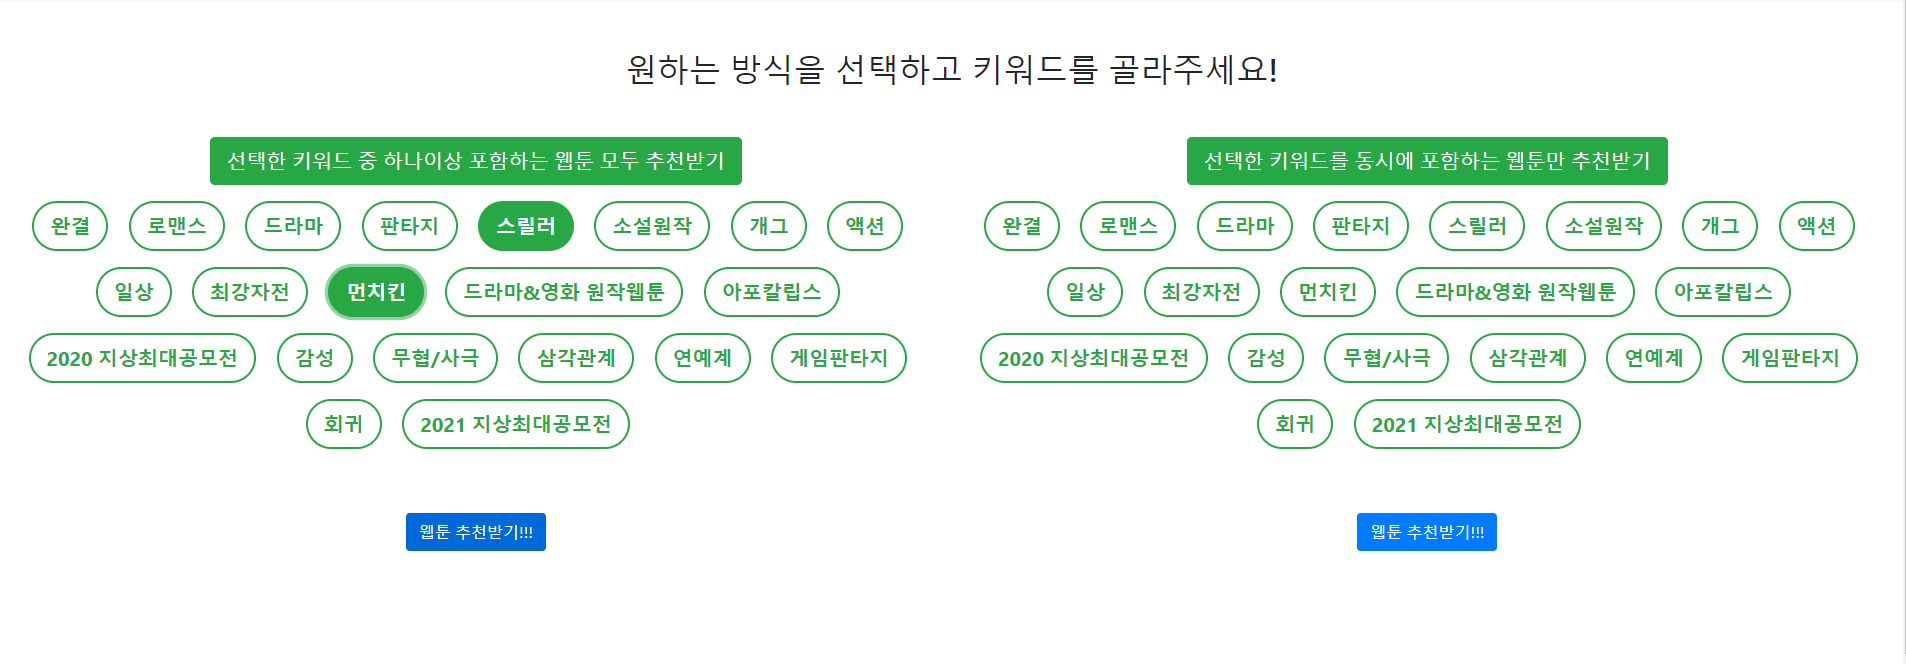 원하는 방식을 선택하고 키워드를 골라주세요!
선택한 키워드 중 하나이상 포함하는 웹툰 모두 추천받기
완결 로맨스 드라마 판타지 스릴러 소설원작 개그 액션
일상 최강자전 먼치킨 드라마&영화 원작웹툰 아포칼립스
2020 지상최대공모전 감성 무협/사극 삼각관계 연예계 게임판타지
회귀 2021 지상최대공모전
웹툰 추천받기!!!
선택한 키워드를 동시에 포함하는 웹툰만 추천받기
완결 로맨스 드라마 판타지 스릴러 소설원작 개그 액션
일상 최강자전 먼치킨 드라마&영화 원작웹툰 아포칼립스
2020 지상최대공모전 감성 무협/사극 삼각관계 연예계 게임판타지
회귀 2021 지상최대공모전
웹툰 추천받기!!!